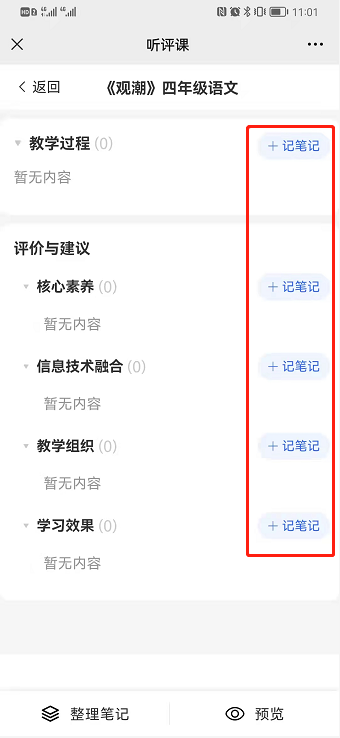 11:01
听评课
返回
《观潮》四年级语文
教学过程 (0)
+ 记笔记
暂无内容
评价与建议
核心素养 (0)
+ 记笔记
暂无内容
信息技术融合 (0)
+ 记笔记
暂无内容
教学组织 (0)
+ 记笔记
暂无内容
学习效果 (0)
+ 记笔记
暂无内容
整理笔记
预览